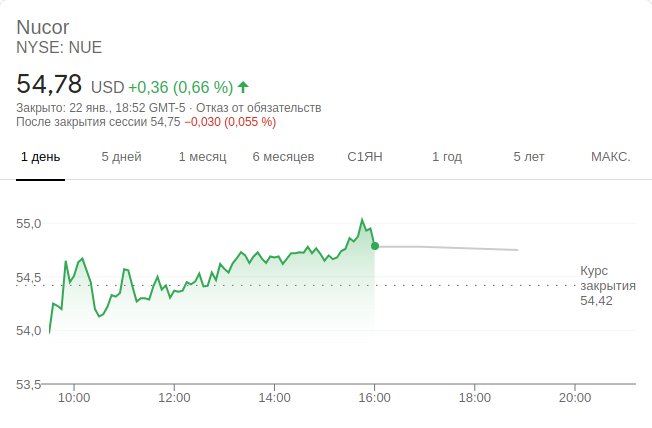 Nucor
NYSE: NUE
54,78 USD +0,36 (0,66 %)
Закрыто: 22 янв., 18:52 GMT-5 · Отказ от обязательств
После закрытия сессии 54,75 −0,030 (0,055 %)
1 день 5 дней 1 месяц 6 месяцев С1ЯН 1 год 5 лет МАКС.
55,0
54,5
54,0
53,5
Курс
закрытия
54,42
10:00 12:00 14:00 16:00 18:00 20:00